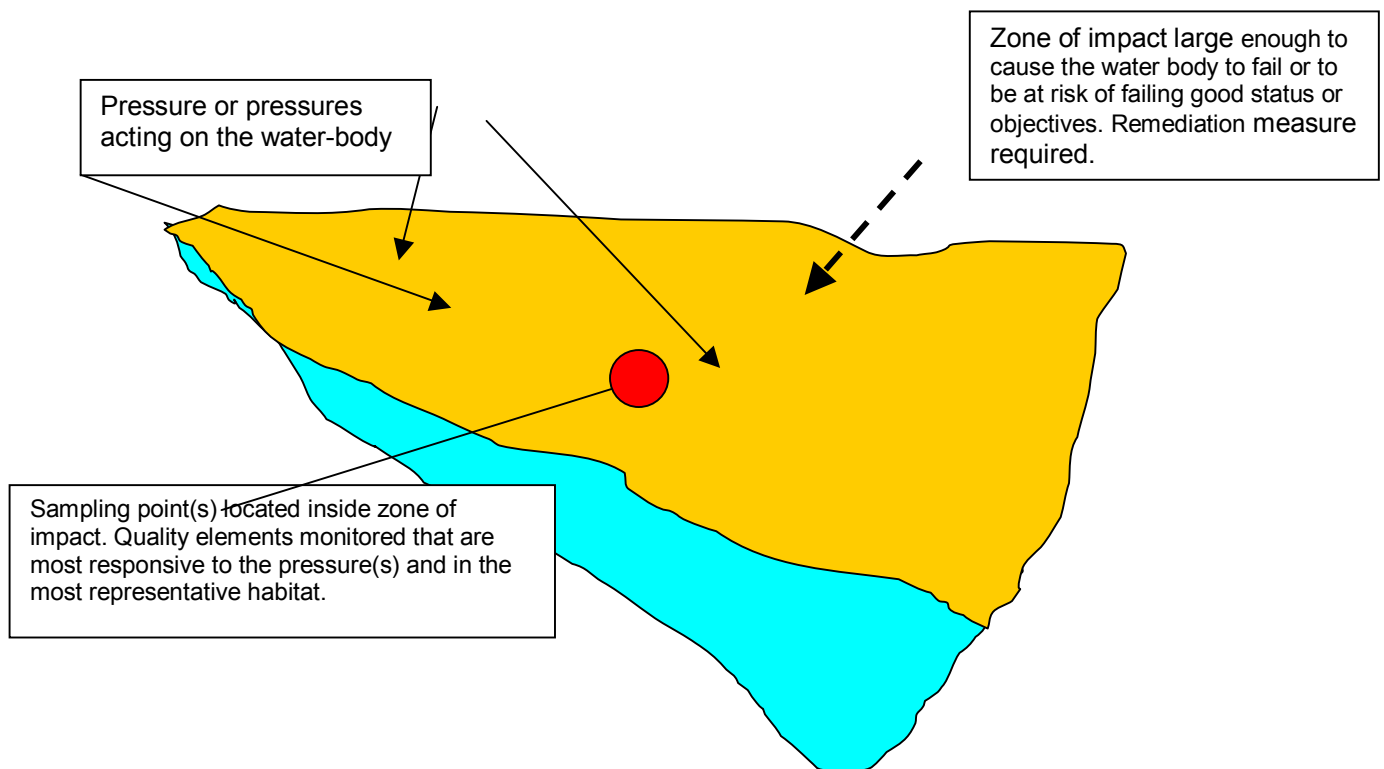 Zone of impact large enough to
cause the water body to fail or to
be at risk of failing good status or
objectives. Remediation measure
required.
Pressure or pressures
acting on the water-body
Sampling point(s) located inside zone of
impact. Quality elements monitored that are
most responsive to the pressure(s) and in the
most representative habitat.